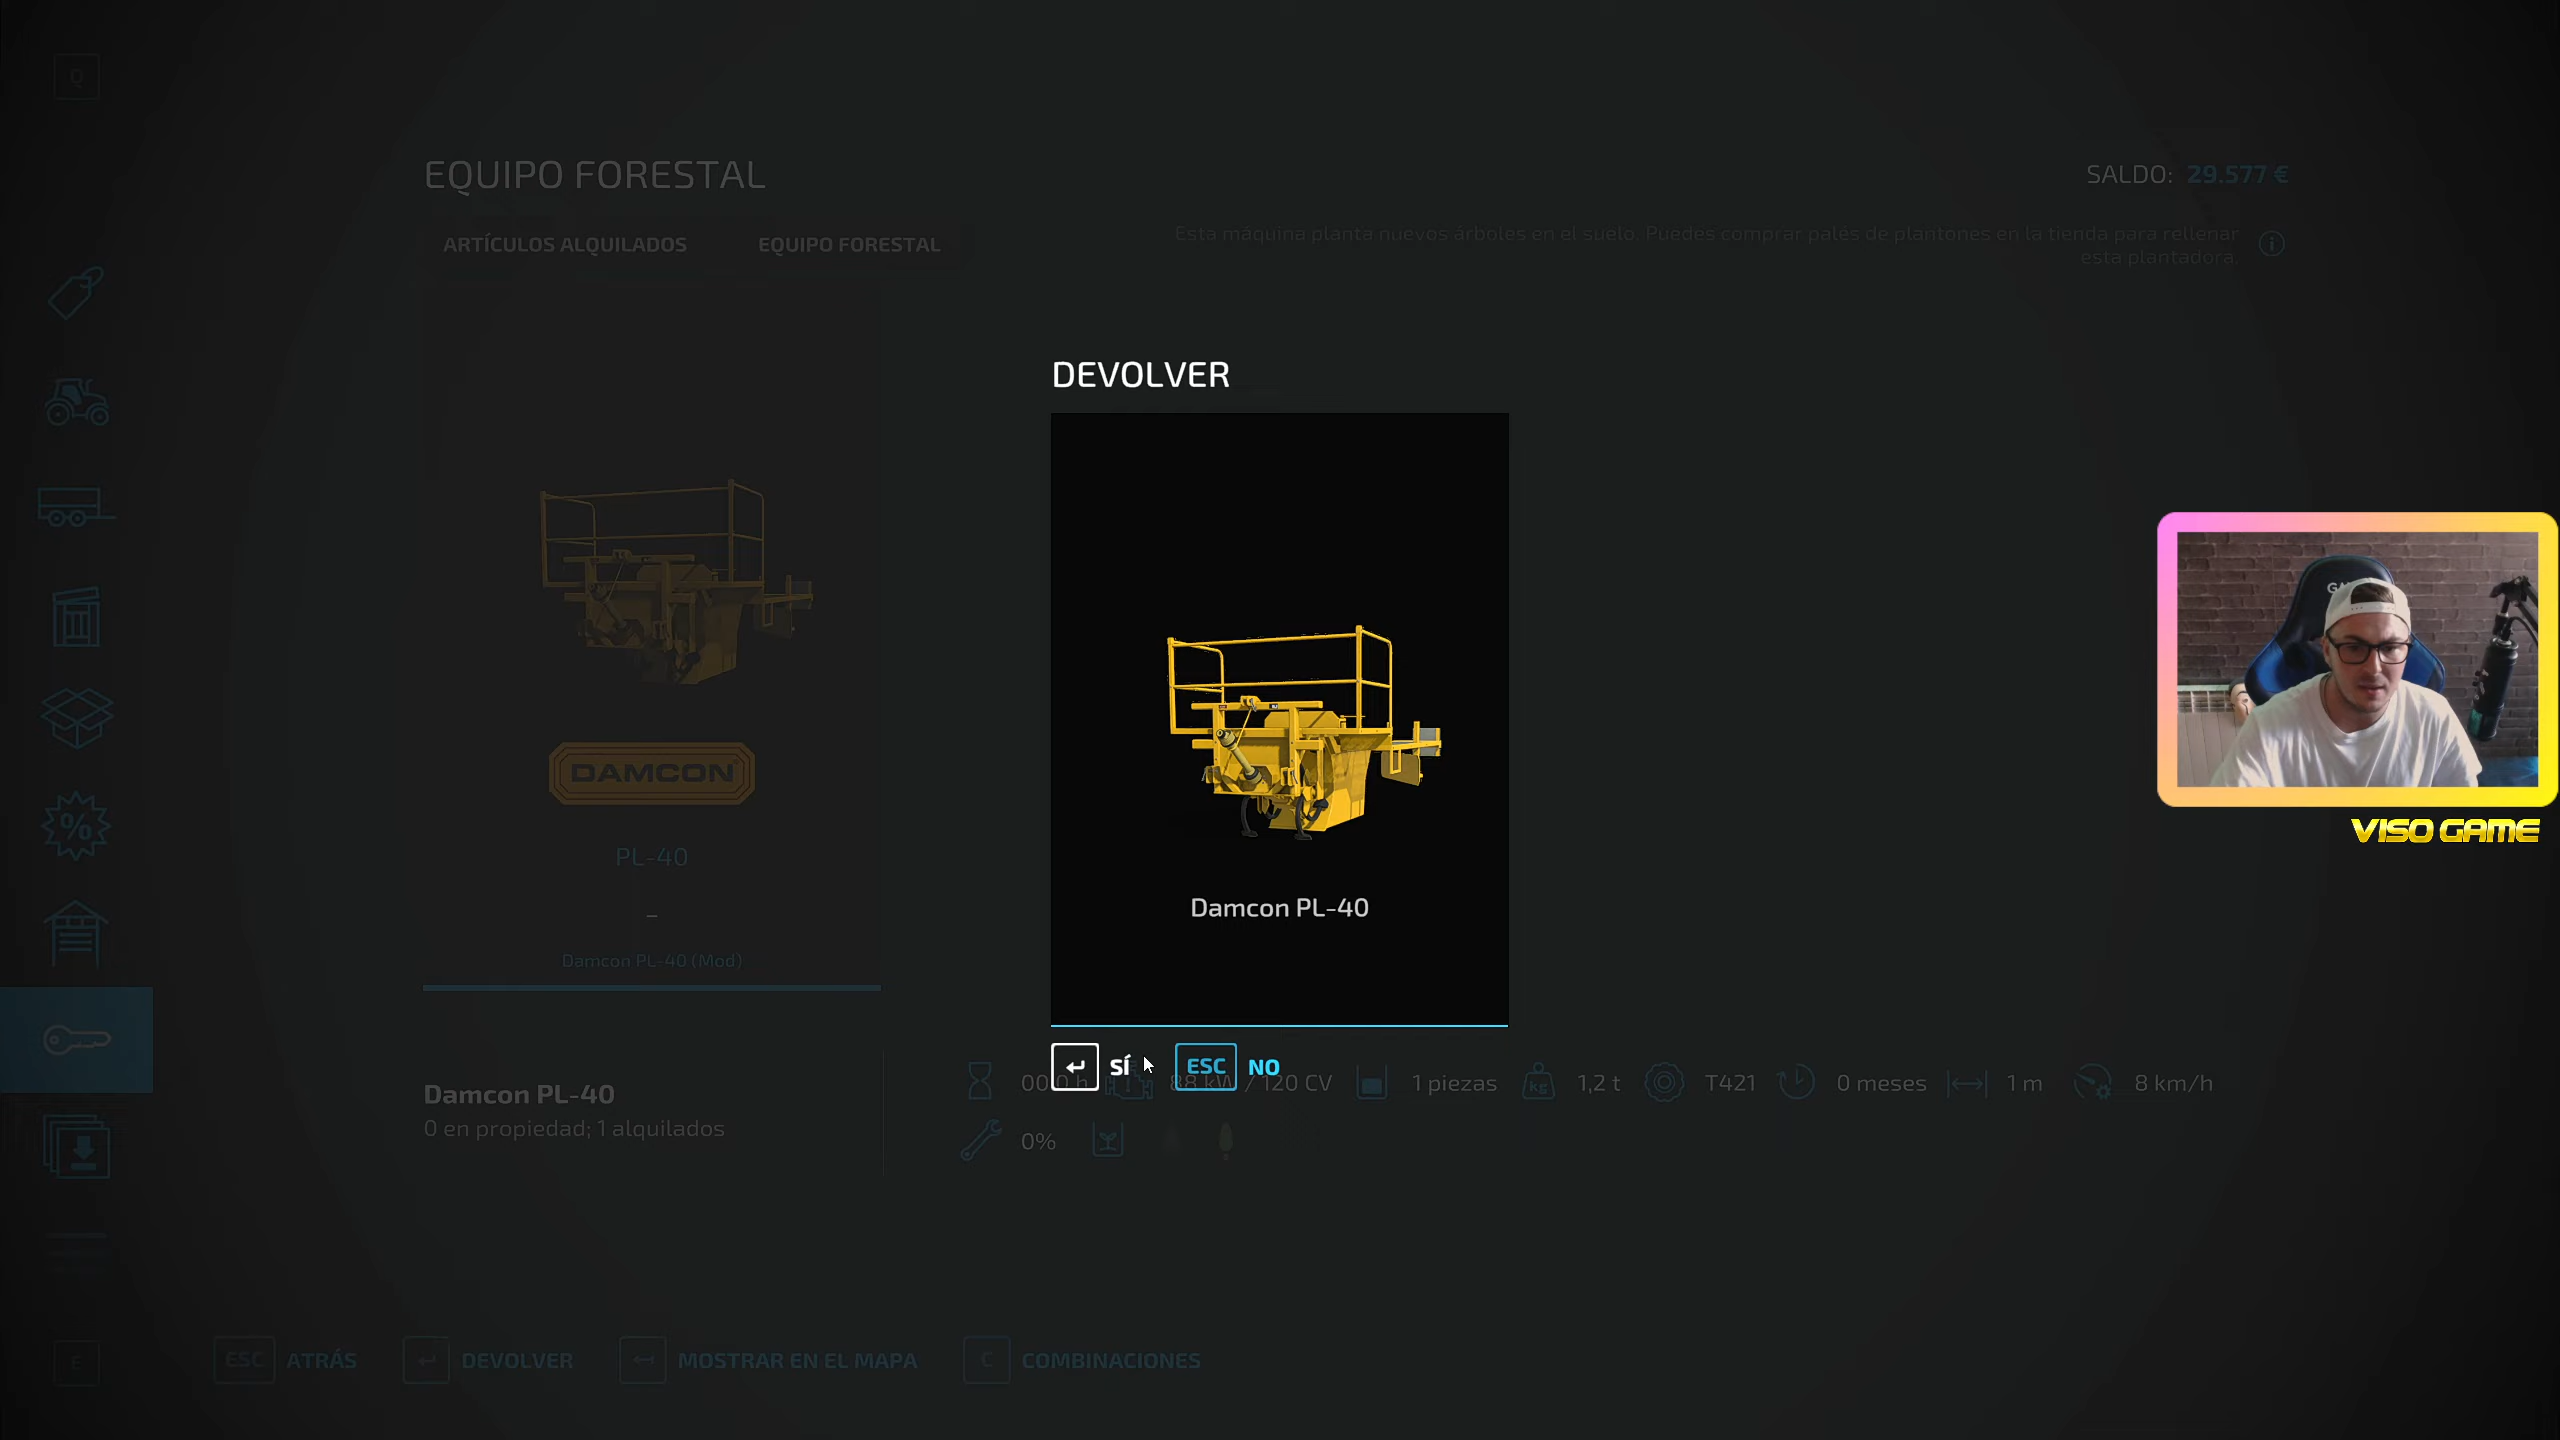 Q
EQUIPO FORESTAL
SALDO: 29.577 €
ARTÍCULOS ALQUILADOS
EQUIPO FORESTAL
Esta máquina planta nuevos árboles en el suelo. Puedes comprar palés de plantones en la tienda para rellenar
esta plantadora.
DEVOLVER
DAMCON
PL-40
–
Damcon PL-40 (Mod)
Damcon PL-40
VISO GAME
SÍ
ESC NO
Damcon PL-40
0 en propiedad; 1 alquilados
88 kW / 120 CV
1 piezas
1,2 t
T421
0 meses
1 m
8 km/h
0%
E
ESC ATRÁS
DEVOLVER
MOSTRAR EN EL MAPA
C COMBINACIONES